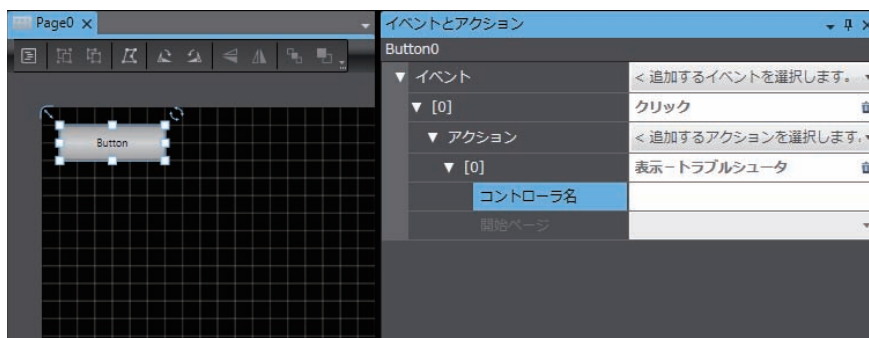 Page0
イベントとアクション
Button0
イベント
< 追加するイベントを選択します。
[0]
クリック
アクション
< 追加するアクションを選択します。
[0]
表示－トラブルシュータ
コントローラ名
開始ページ
Button